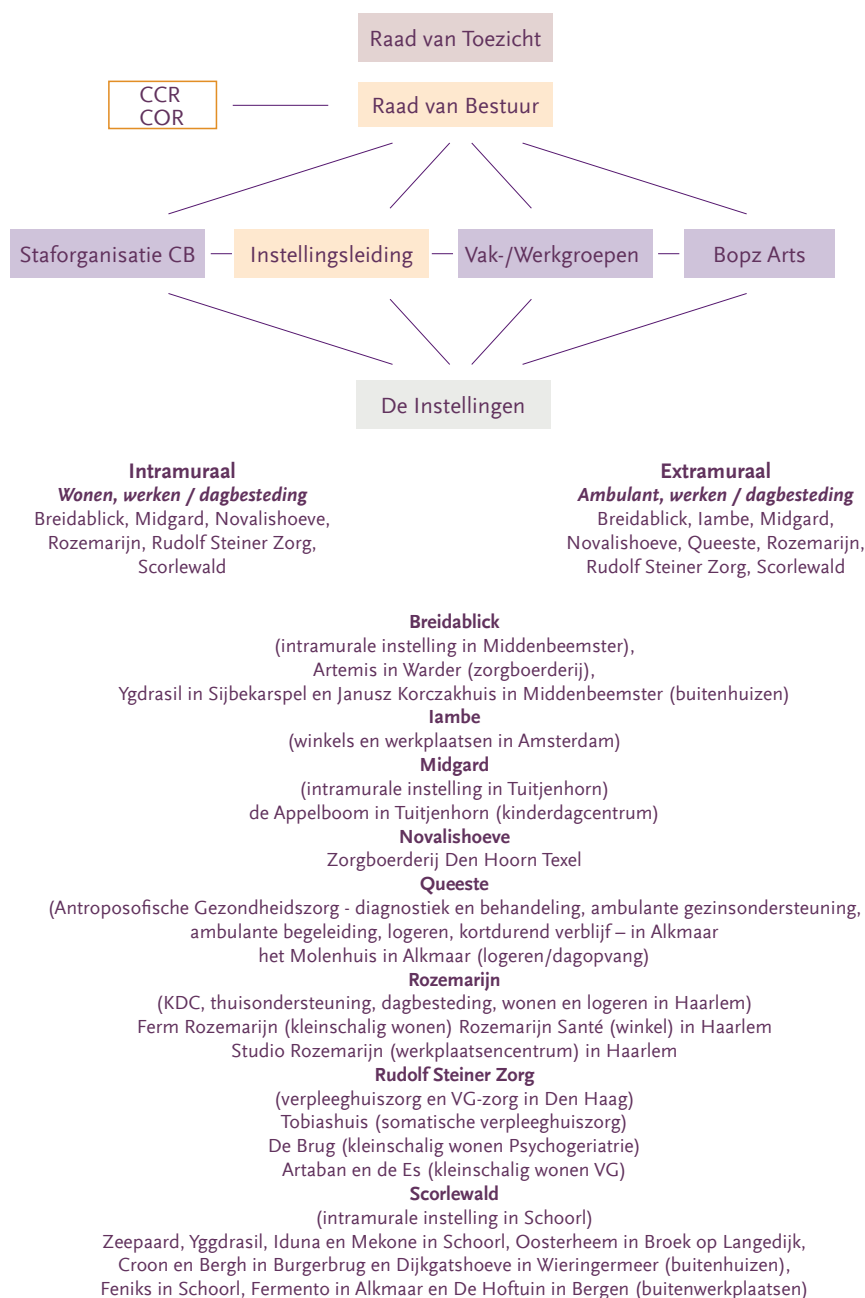 Raad van Toezicht
CCR
COR
Raad van Bestuur
Staforganisatie CB
Instellingsleiding
Vak-/Werkgroepen
Bopz Arts
De Instellingen
Intramuraal
Wonen, werken / dagbesteding
Breidablick, Midgard, Novalishoeve,
Rozemarijn, Rudolf Steiner Zorg,
Scorlewald
Extramuraal
Ambulant, werken / dagbesteding
Breidablick, Iambe, Midgard,
Novalishoeve, Queeste, Rozemarijn,
Rudolf Steiner Zorg, Scorlewald
Breidablick
(intramurale instelling in Middenbeemster),
Artemis in Warder (zorgboerderij),
Ygdrasil in Sijbekarspel en Janusz Korczakhuis in Middenbeemster (buitenhuizen)
Iambe
(winkels en werkplaatsen in Amsterdam)
Midgard
(intramurale instelling in Tuitjenhorn)
de Appelboom in Tuitjenhorn (kinderdagcentrum)
Novalishoeve
Zorgboerderij Den Hoorn Texel
Queeste
(Antroposofische Gezondheidszorg - diagnostiek en behandeling, ambulante gezinsondersteuning,
ambulante begeleiding, logeren, kortdurend verblijf – in Alkmaar
het Molenhuis in Alkmaar (logeren/dagopvang)
Rozemarijn
(KDC, thuisondersteuning, dagbesteding, wonen en logeren in Haarlem)
Ferm Rozemarijn (kleinschalig wonen) Rozemarijn Santé (winkel) in Haarlem
Studio Rozemarijn (werkplaatsencentrum) in Haarlem
Rudolf Steiner Zorg
(verpleeghuiszorg en VG-zorg in Den Haag)
Tobiashuis (somatische verpleeghuiszorg)
De Brug (kleinschalig wonen Psychogeriatrie)
Artaban en de Es (kleinschalig wonen VG)
Scorlewald
(intramurale instelling in Schoorl)
Zeepaard, Yggdrasil, Iduna en Mekone in Schoorl, Oosterheem in Broek op Langedijk,
Croon en Bergh in Burgerbrug en Dijkgatshoeve in Wieringermeer (buitenhuizen),
Feniks in Schoorl, Fermento in Alkmaar en De Hoftuin in Bergen (buitenwerkplaatsen)